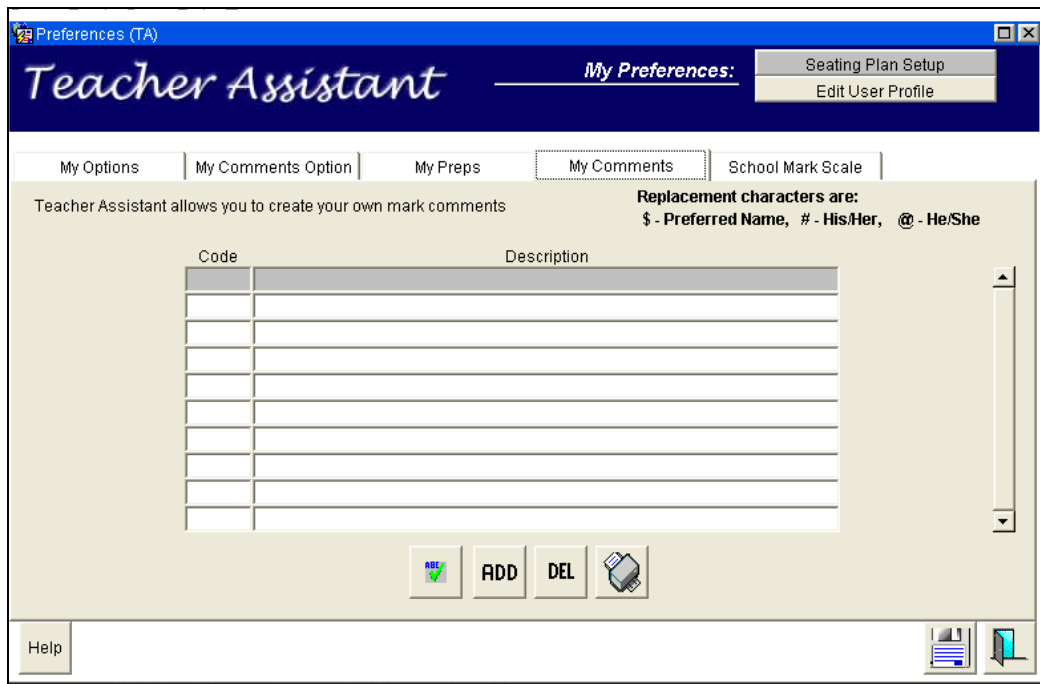 Preferences (TA)
Teacher Assistant
My Preferences:
Seating Plan Setup
Edit User Profile
My Options
My Comments Option
My Preps
My Comments
School Mark Scale
Teacher Assistant allows you to create your own mark comments
Replacement characters are:
$ - Preferred Name, # - His/Her, @ - He/She
Code
Description
ABC
ADD
DEL
Help